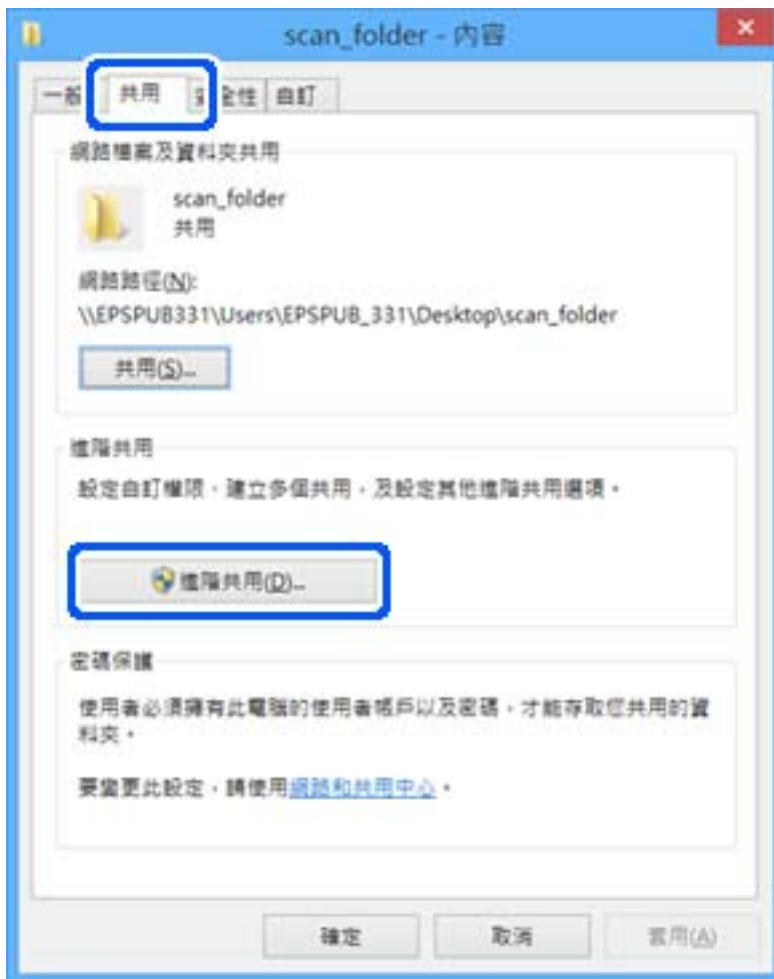 scan_folder - 內容
一般 共用 安全性 自訂
網路檔案及資料夾共用
scan_folder
共用
網路路徑(N):
\\EPSPUB331\Users\EPSPUB_331\Desktop\scan_folder
共用(S)...
進階共用
設定自訂權限，建立多個共用，及設定其他進階共用選項。
進階共用(D)...
密碼保護
使用者必須擁有此電腦的使用者帳戶以及密碼，才能存取您共用的資
料夾。
要變更此設定，請使用網路和共用中心。
確定 取消 套用(A)